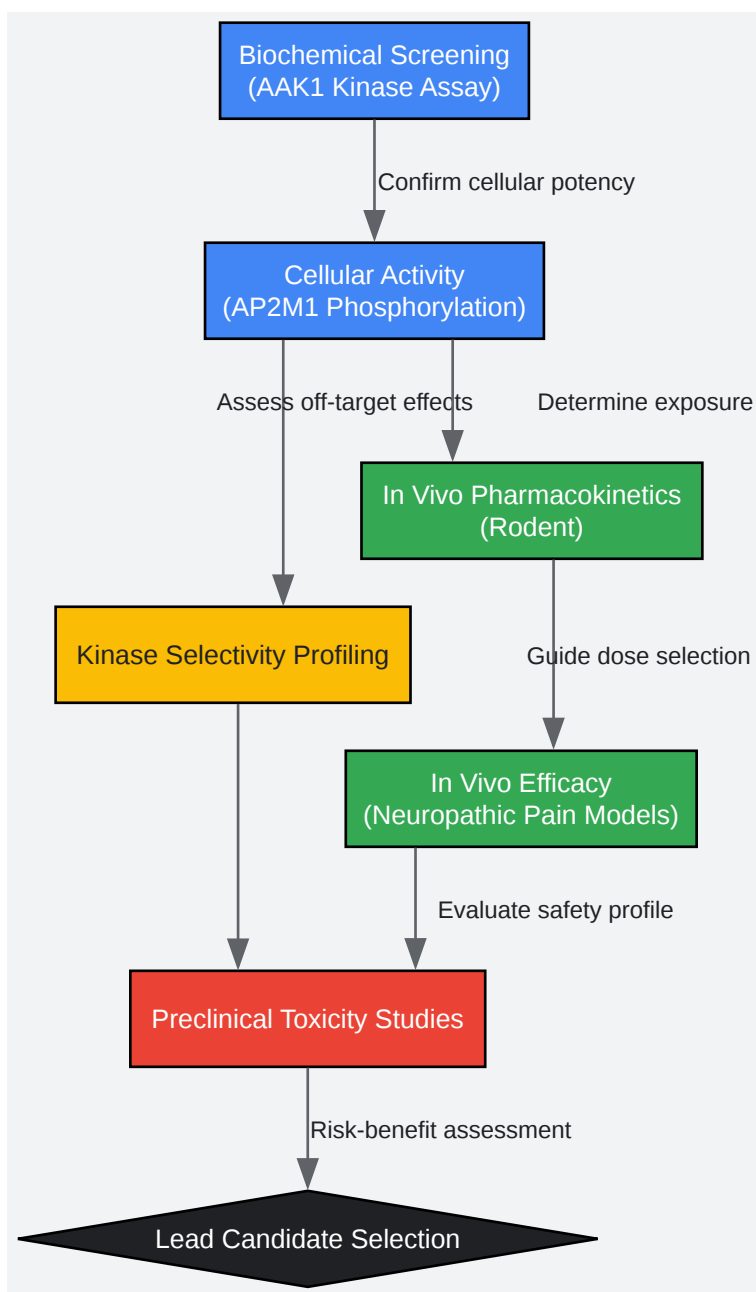 Biochemical Screening
(AAK1 Kinase Assay)
Confirm cellular potency
Cellular Activity
(AP2M1 Phosphorylation)
Assess off-target effects
Determine exposure
In Vivo Pharmacokinetics
(Rodent)
Kinase Selectivity Profiling
Guide dose selection
In Vivo Efficacy
(Neuropathic Pain Models)
Evaluate safety profile
Preclinical Toxicity Studies
Risk-benefit assessment
Lead Candidate Selection